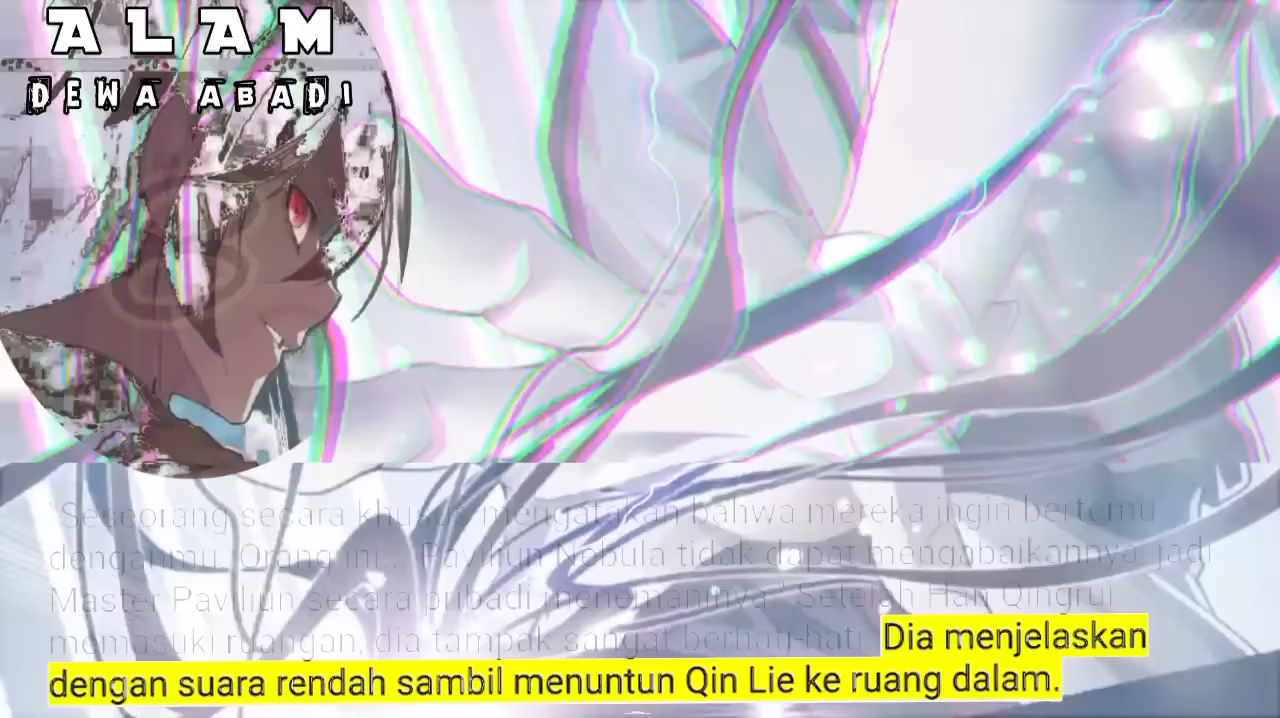 ALAM
DEWA ABADI
"Seseorang secara khusus mengatakan bahwa mereka ingin bertemu
denganmu. Orang ini... Paviliun Nebula tidak dapat mengabaikannya, jadi
Master Paviliun secara pribadi menemaninya." Setelah Han Qingrui
memasuki ruangan, dia tampak sangat berhati-hati. Dia menjelaskan
dengan suara rendah sambil menuntun Qin Lie ke ruang dalam.